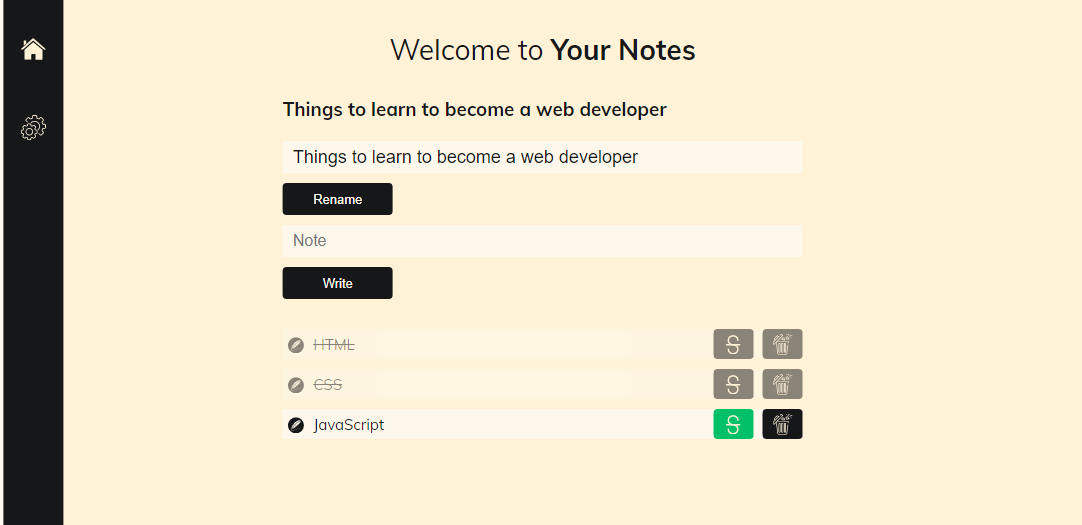 Welcome to Your Notes
Things to learn to become a web developer
Things to learn to become a web developer
Rename
Note
Write
HTML
CSS
JavaScript